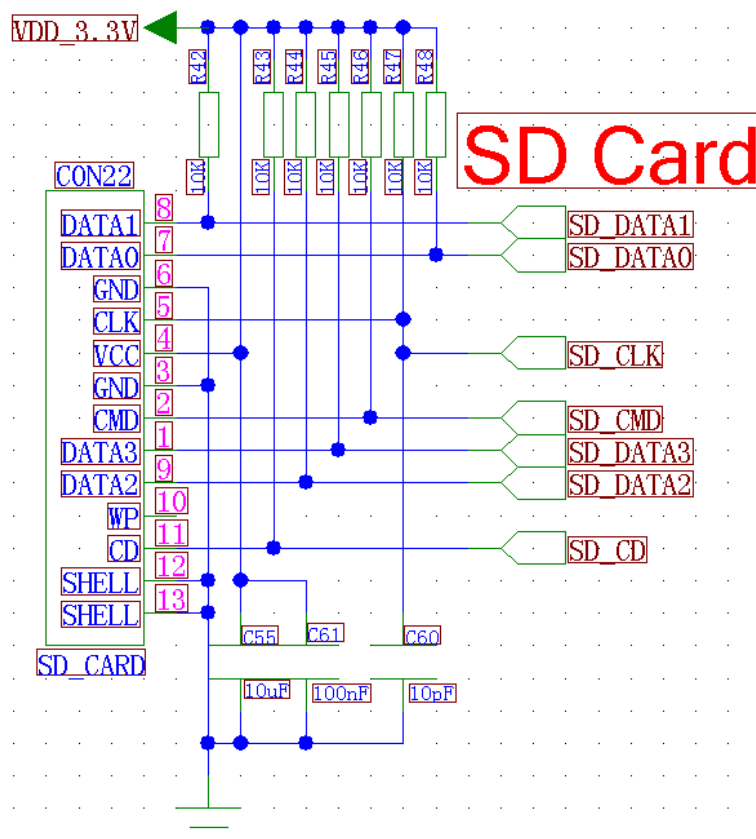 VDD_3.3V
R42
R43
R44
R45
R46
R47
R48
10K
10K
10K
10K
10K
10K
10K
SD Card
CON22
DATA1
8
SD_DATA1
DATA0
7
SD_DATA0
GND
6
CLK
5
VCC
4
SD_CLK
GND
3
CMD
2
SD_CMD
DATA3
1
SD_DATA3
DATA2
9
SD_DATA2
WP
10
CD
11
SD_CD
SHELL
12
SHELL
13
SD_CARD
C55
C61
C60
10uF
100nF
10pF